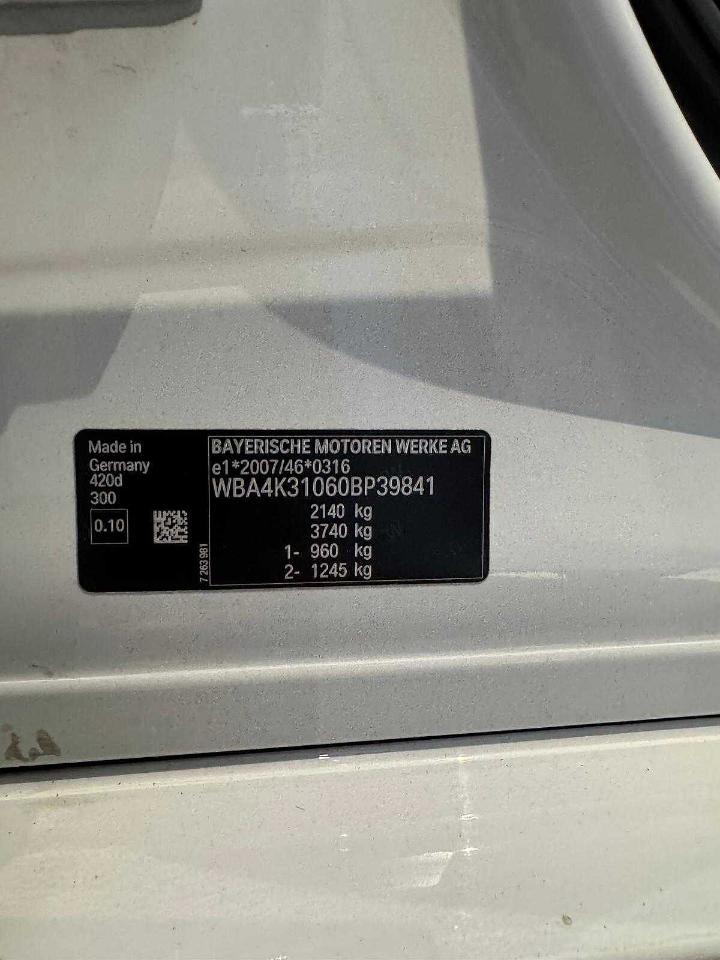 Made in
Germany
420d
300
0.10
7 263 981
BAYERISCHE MOTOREN WERKE AG
e1*2007/46*0316
WBA4K31060BP39841
2140 kg
3740 kg
1- 960 kg
2- 1245 kg